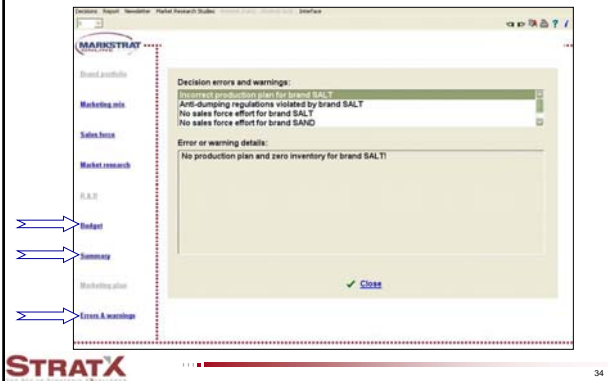 Decisions Report Newsletter Market Research Studies Interface
MARKSTRAT
ONLINE
Brand portfolio
Marketing mix
Sales force
Market research
R&D
Budget
Summary
Marketing plan
Errors & warnings
Decision errors and warnings:
Incorrect production plan for brand SALT
Anti-dumping regulations violated by brand SALT
No sales force effort for brand SALT
No sales force effort for brand SAND
Error or warning details:
No production plan and zero inventory for brand SALT!
Close
STRATX
34